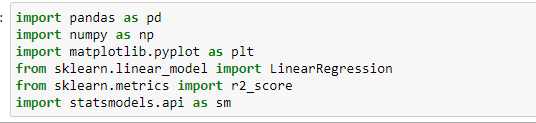 import pandas as pd
import numpy as np
import matplotlib.pyplot as plt
from sklearn.linear_model import LinearRegression
from sklearn.metrics import r2_score
import statsmodels.api as sm